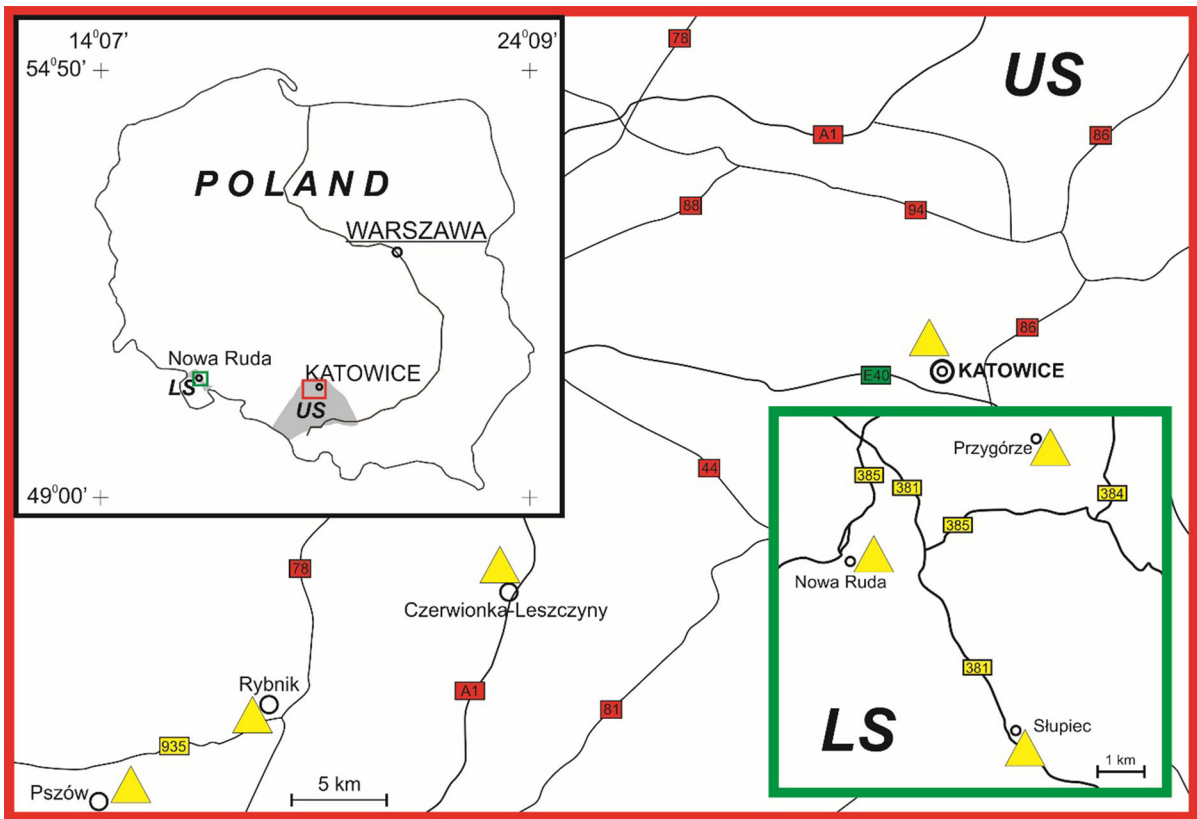 14⁰07'
24⁰09'
54⁰50'
POLAND
WARSZAWA
Nowa Ruda
LS
KATOWICE
US
49⁰00'
78
US
A1
86
88
94
86
E40
KATOWICE
44
78
Czerwionka-Leszczyny
A1
81
Rybnik
935
Pszów
5 km
Przygórze
385
381
384
385
Nowa Ruda
381
LS
Słupiec
1 km